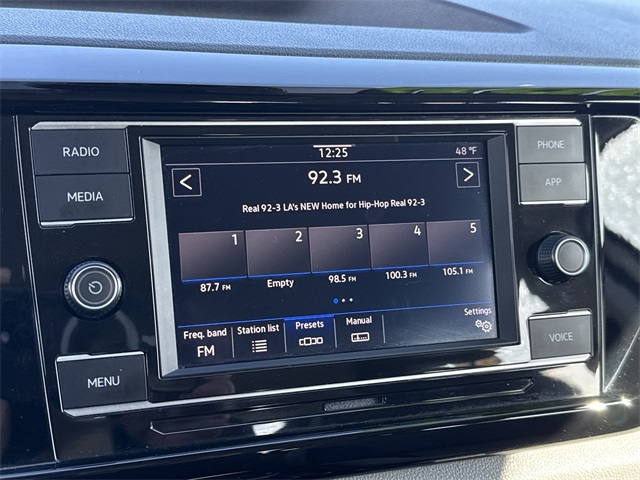 RADIO
MEDIA
MENU
12:25
48 °F
<
92.3 FM
>
Real 92-3 LA's NEW Home for Hip-Hop Real 92-3
1 2 3 4 5
87.7 FM Empty 98.5 FM 100.3 FM 105.1 FM
Freq. band Station list Presets Manual Settings
FM
PHONE
APP
VOICE